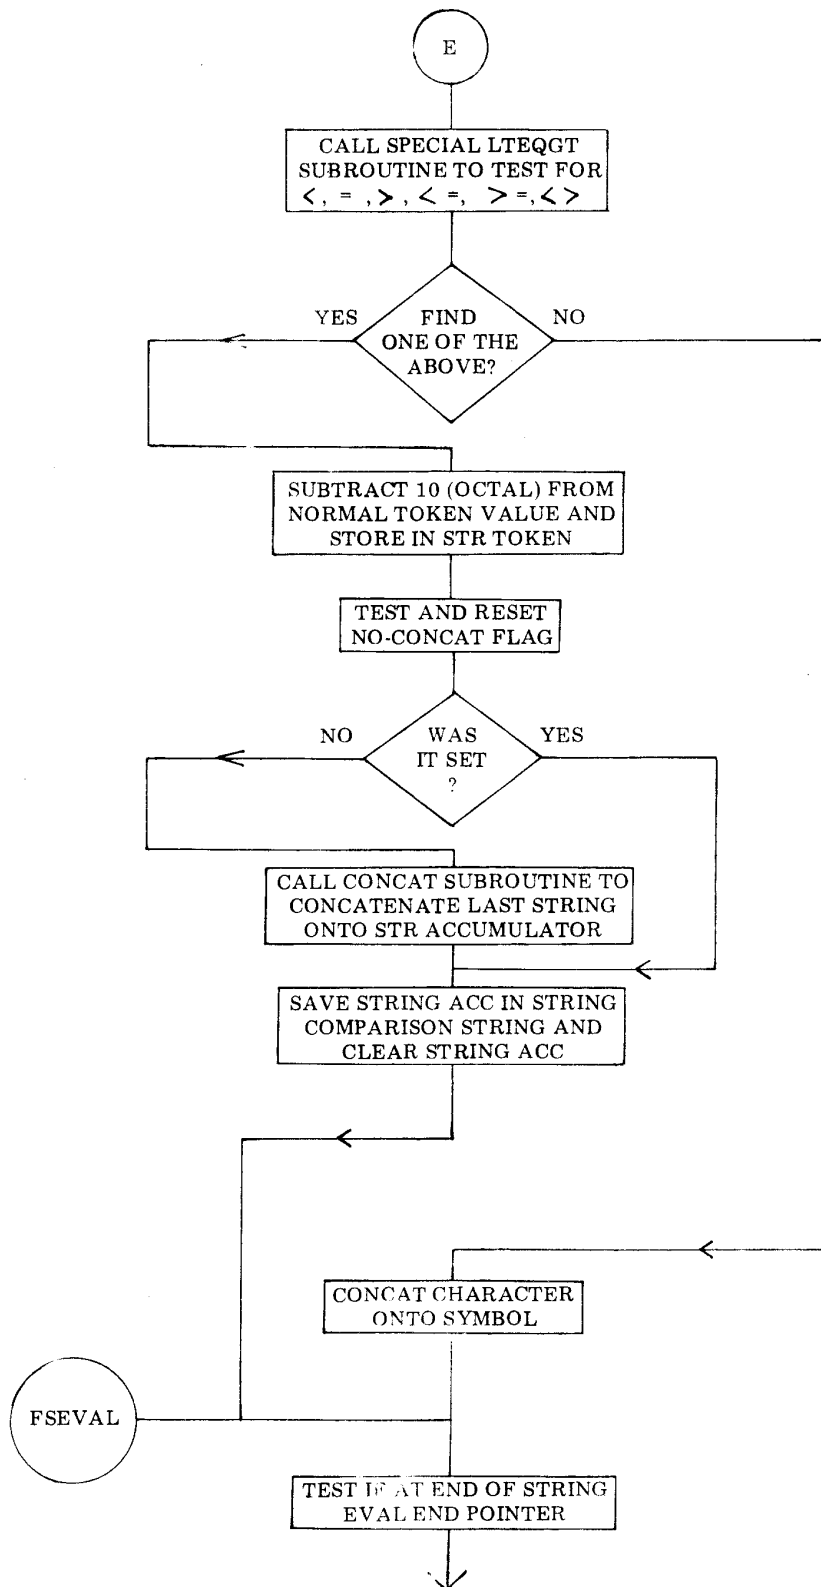 E
CALL SPECIAL LTEQGT
SUBROUTINE TO TEST FOR
<, = ,>, < =, > =,< >
YES
FIND
ONE OF THE
ABOVE?
NO
SUBTRACT 10 (OCTAL) FROM
NORMAL TOKEN VALUE AND
STORE IN STR TOKEN
TEST AND RESET
NO-CONCAT FLAG
NO
WAS
IT SET
?
YES
CALL CONCAT SUBROUTINE TO
CONCATENATE LAST STRING
ONTO STR ACCUMULATOR
SAVE STRING ACC IN STRING
COMPARISON STRING AND
CLEAR STRING ACC
CONCAT CHARACTER
ONTO SYMBOL
FSEVAL
TEST IF AT END OF STRING
EVAL END POINTER